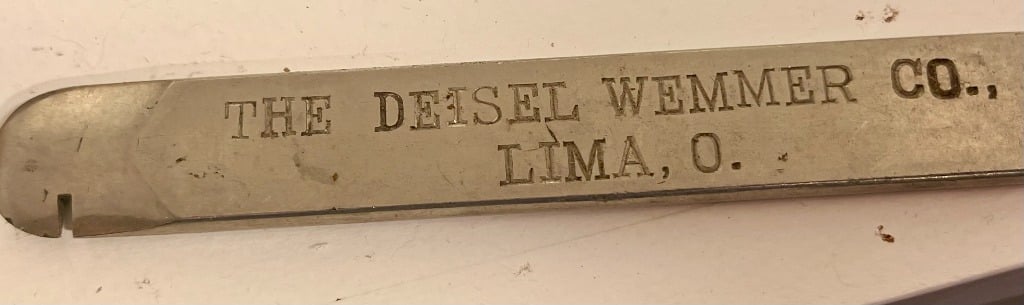 THE DEISEL WEMMER CO.,
LIMA, O.